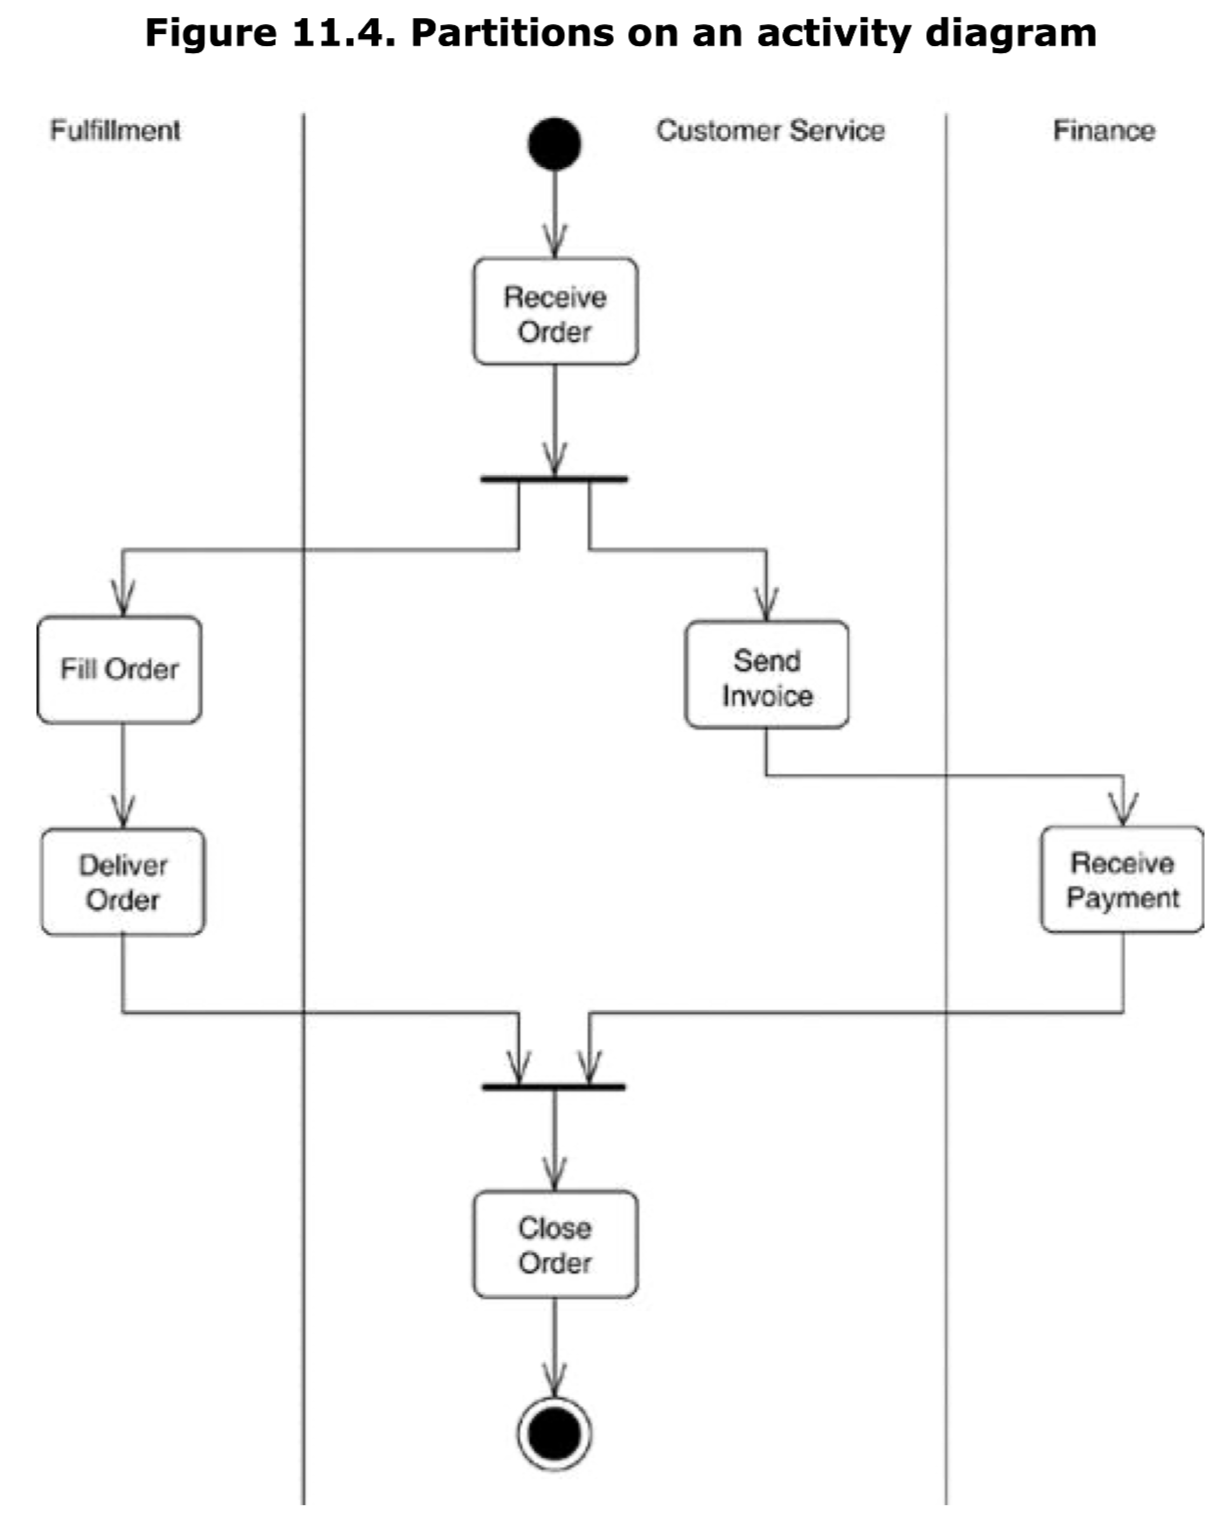 Figure 11.4. Partitions on an activity diagram
Fulfillment
Customer Service
Finance
Receive
Order
Fill Order
Send
Invoice
Deliver
Order
Receive
Payment
Close
Order